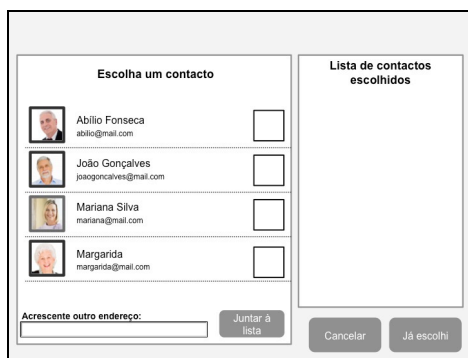 Escolha um contacto
Abílio Fonseca
abilio@mail.com
João Gonçalves
joaogoncalves@mail.com
Mariana Silva
mariana@mail.com
Margarida
margarida@mail.com
Acrescente outro endereço:
Juntar à
lista
Lista de contactos
escolhidos
Cancelar
Já escolhi